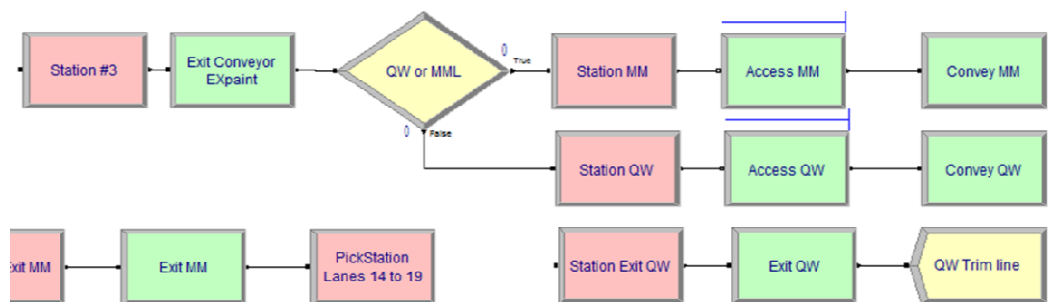 Station #3
Exit Conveyor
EXpaint
QW or MML
0
True
0
False
Station MM
Access MM
Convey MM
Station QW
Access QW
Convey QW
Exit MM
Exit MM
PickStation
Lanes 14 to 19
Station Exit QW
Exit QW
QW Trim line